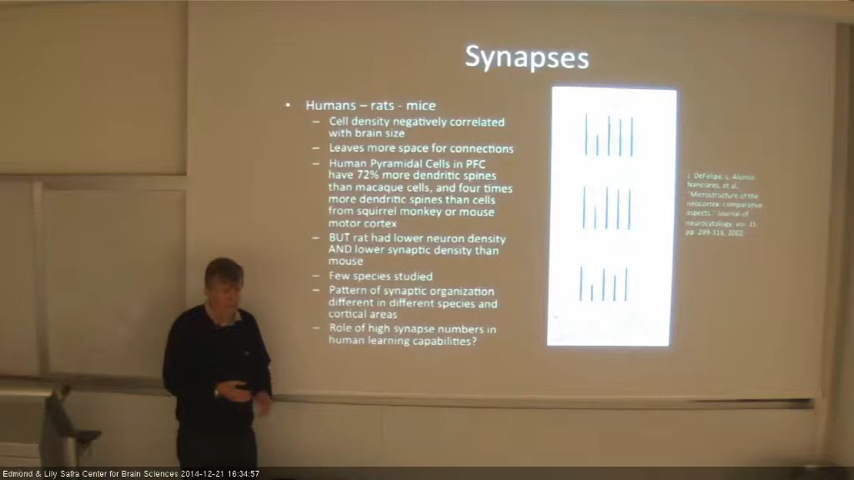 Synapses
• Humans – rats - mice
– Cell density negatively correlated
with brain size
– Leaves more space for connections
– Human Pyramidal Cells in PFC
have 72% more dendritic spines
than macaque cells, and four times
more dendritic spines than cells
from squirrel monkey or mouse
motor cortex
– BUT rat had lower neuron density
AND lower synaptic density than
mouse
– Few species studied
– Pattern of synaptic organization
different in different species and
cortical areas
– Role of high synapse numbers in
human learning capabilities?
J. DeFelipe, L. Alonso
et al.
"Microstructure of the
neocortex: comparative
aspects." Journal of
vol. 31
pp. 2002.
Edmond & Lily Safra Center for Brain Sciences 2014-12-21 16:34:57